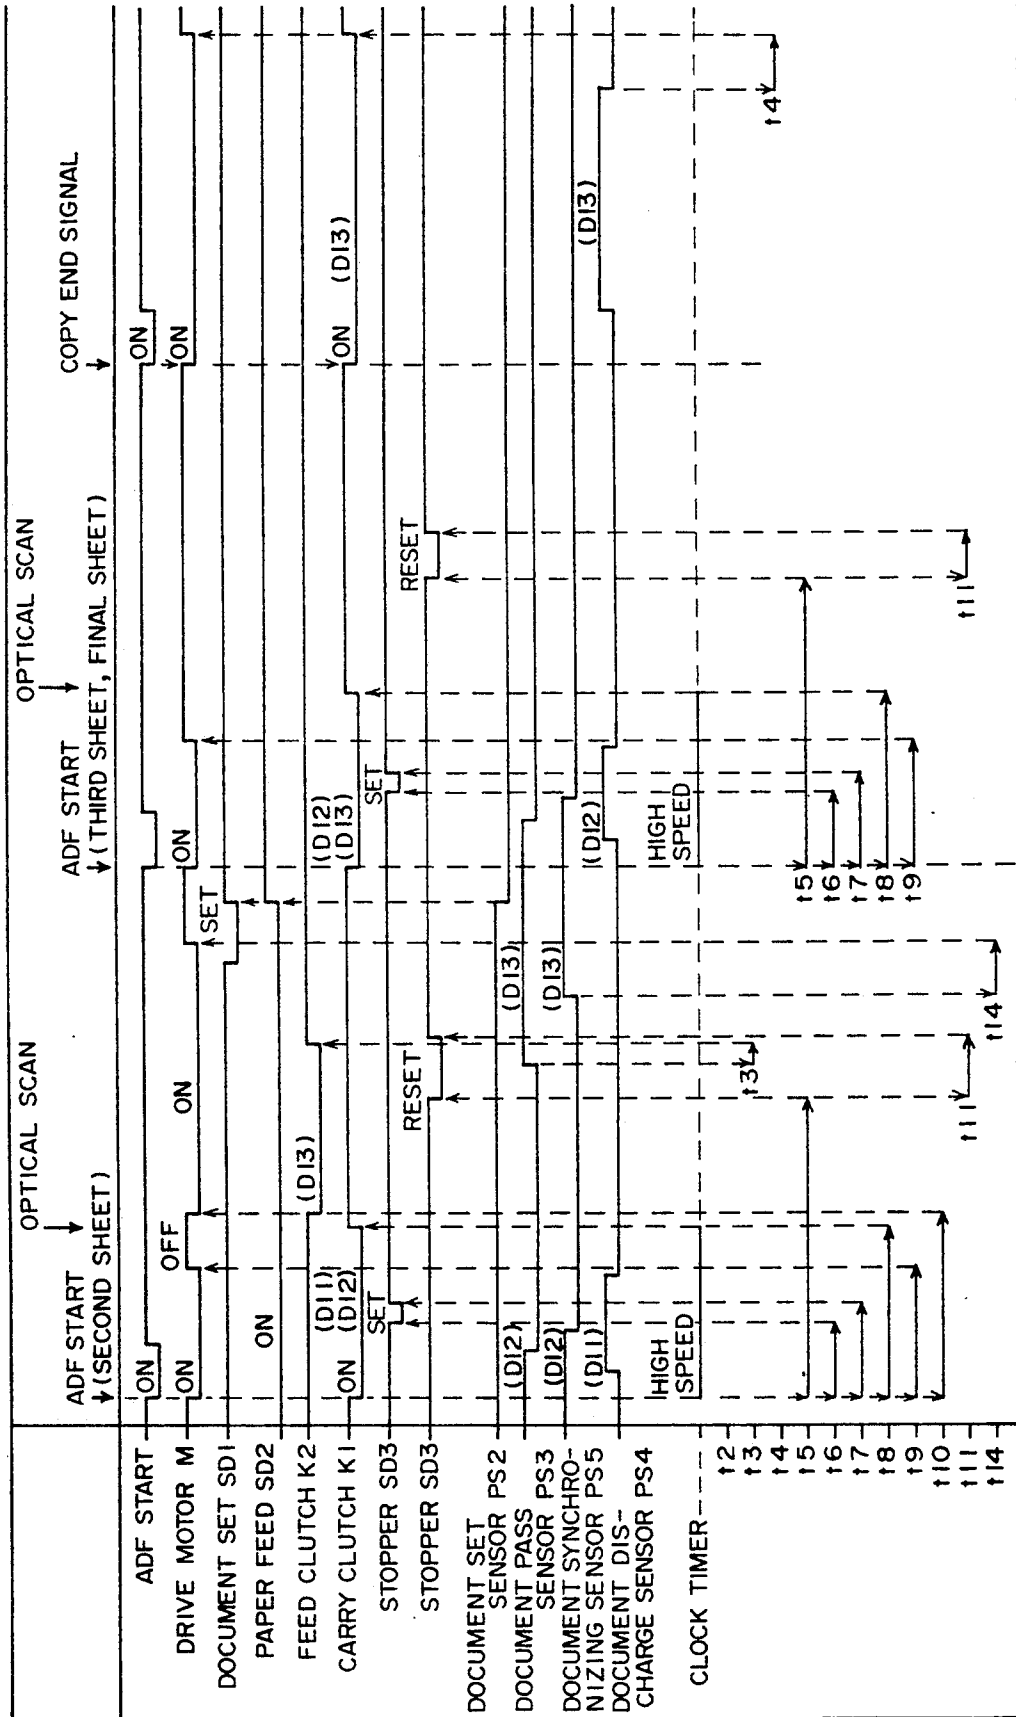 ADF START
(SECOND SHEET)
OPTICAL SCAN
ADF START
(THIRD SHEET, FINAL SHEET)
OPTICAL SCAN
COPY END SIGNAL
ADF START
ON
ON
DRIVE MOTOR M
ON
OFF
ON
ON
ON
DOCUMENT SET SD1
SET
PAPER FEED SD2
ON
FEED CLUTCH K2
(D13)
CARRY CLUTCH K1
ON
(D11)
(D12)
(D12)
(D13)
ON
(D13)
STOPPER SD3
SET
SET
STOPPER SD3
RESET
RESET
DOCUMENT SET
SENSOR PS2
DOCUMENT PASS
SENSOR PS3
(D12)
(D13)
DOCUMENT SYNCHRO-
NIZING SENSOR PS5
(D12)
(D13)
DOCUMENT DIS-
CHARGE SENSOR PS4
(D11)
(D12)
(D13)
CLOCK TIMER
HIGH
SPEED
HIGH
SPEED
t2
t3
t3
t4
t4
t5
t5
t6
t6
t7
t7
t8
t8
t9
t9
t10
t11
t11
t11
t14
t14